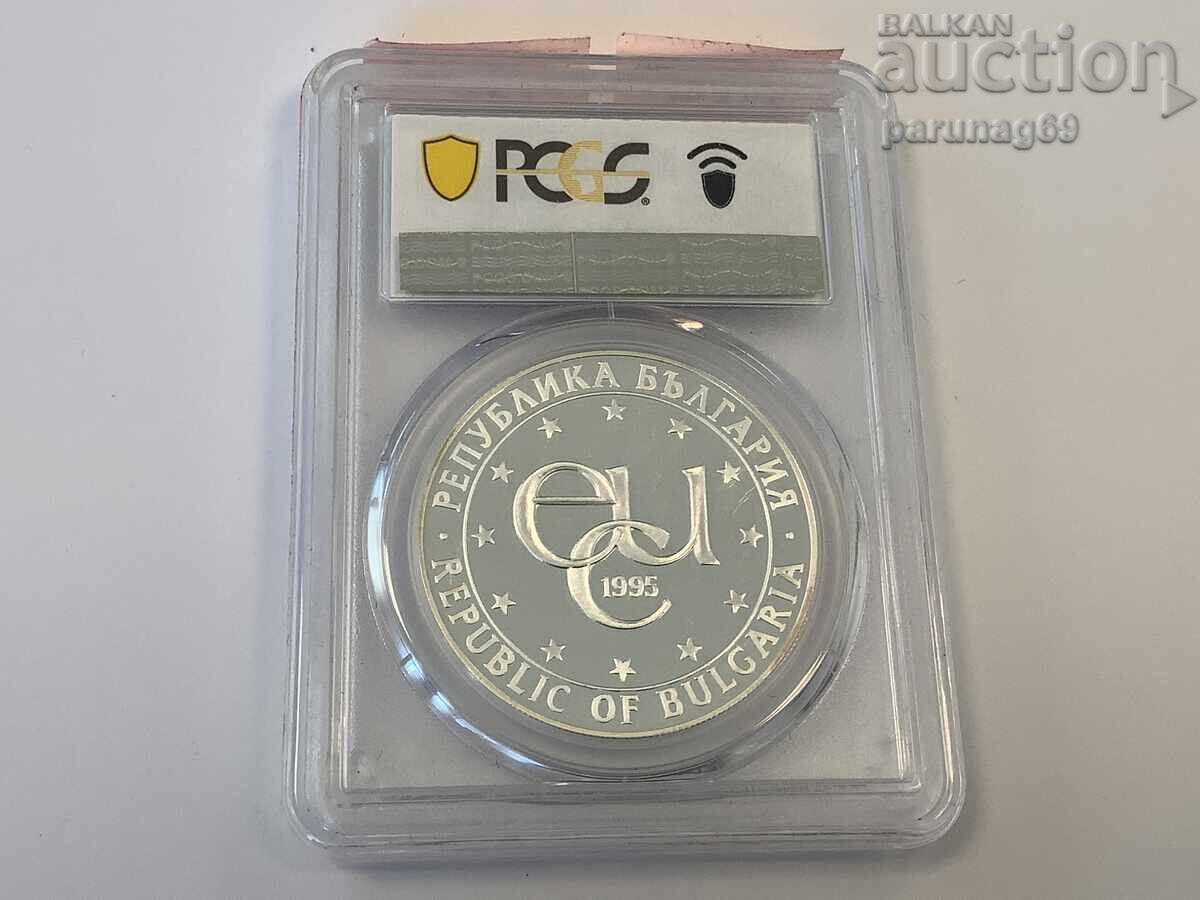 BALKAN
auction
parunag69
PCGS
РЕПУБЛИКА БЪЛГАРИЯ
ecu
1995
REPUBLIC OF BULGARIA